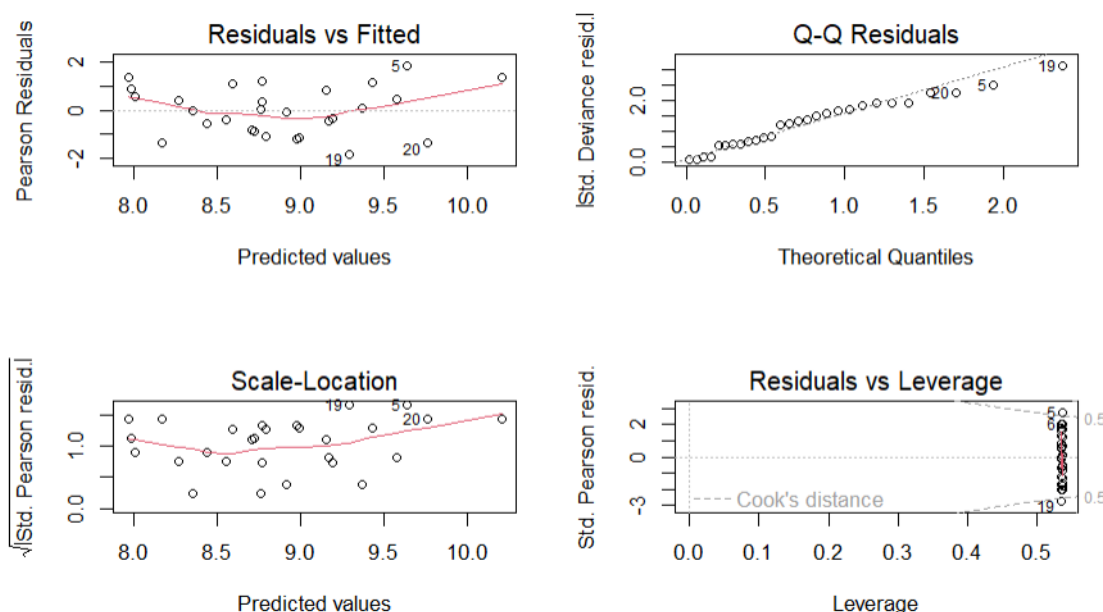 Residuals vs Fitted
Pearson Residuals
2
0
-2
5
19
20
8.0 8.5 9.0 9.5 10.0
Predicted values
Q-Q Residuals
|Std. Deviance resid.|
2.0
0.0
19
5
20
0.0 0.5 1.0 1.5 2.0
Theoretical Quantiles
Scale-Location
√|Std. Pearson resid.|
1.0
0.0
19
5
20
8.0 8.5 9.0 9.5 10.0
Predicted values
Residuals vs Leverage
Std. Pearson resid.
2
0
-3
5
6
19
0.5
0.5
Cook's distance
0.0 0.1 0.2 0.3 0.4 0.5
Leverage